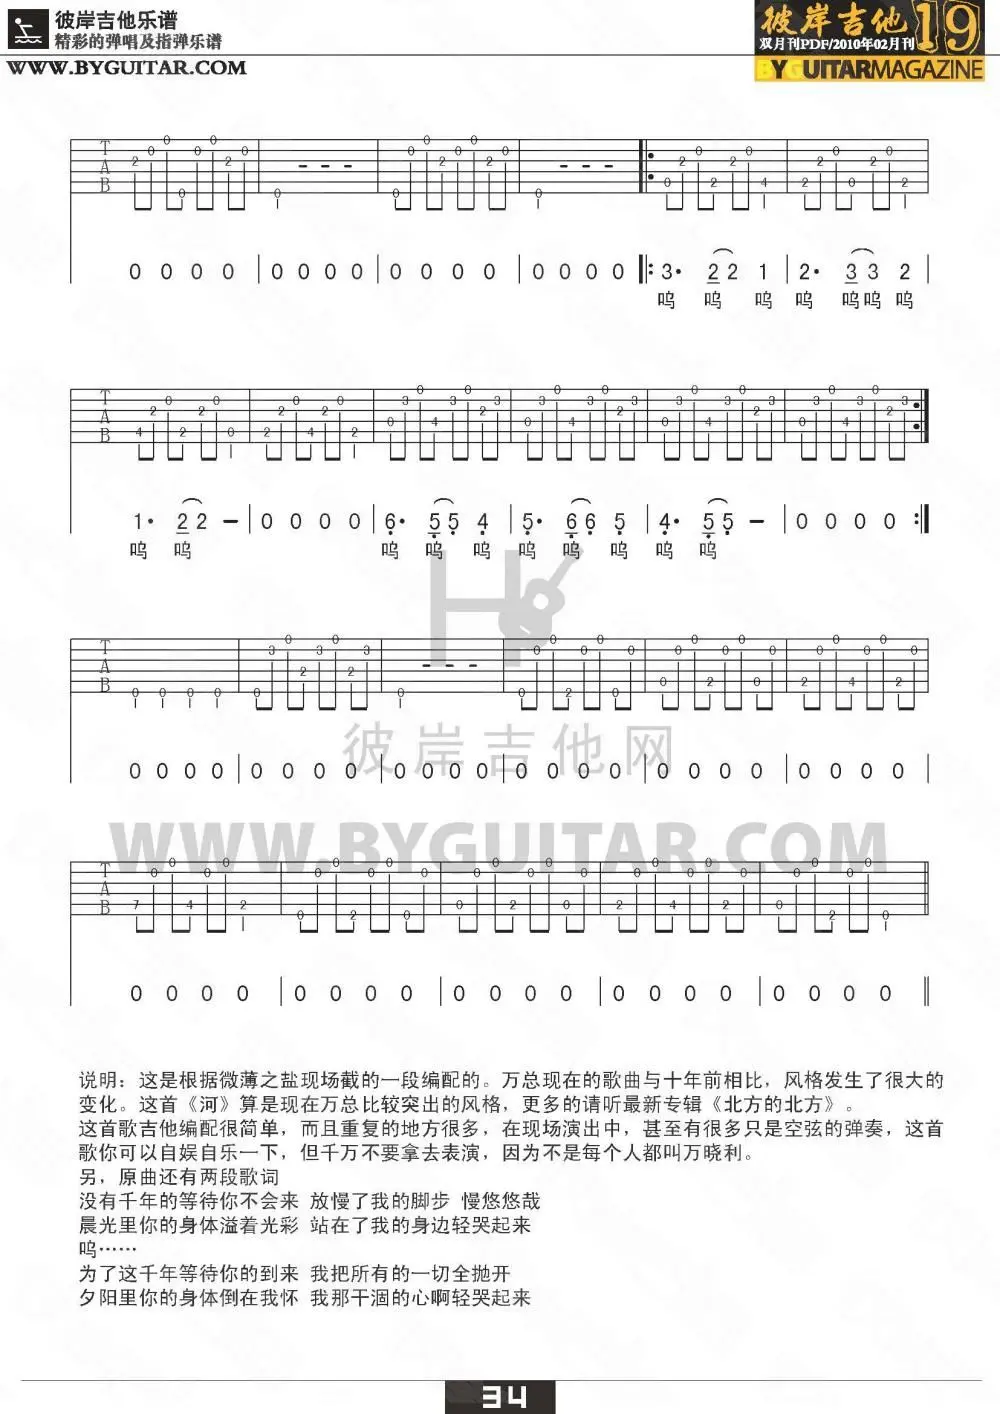 彼岸吉他乐谱
精彩的弹唱及指弹乐谱
WWW.BYGUITAR.COM
彼岸吉他 19
双月刊PDF/2010年02月刊
BYGUITARMAGAZINE
T
A
B
0 0 0 0 | 0 0 0 0 | 0 0 0 0 | 0 0 0 0 |: 3· 2 2 1 | 2· 3 3 2 |
呜 呜 呜 呜 呜 呜 呜
T
A
B
1· 2 2 - | 0 0 0 0 | 6· 5 5 4 | 5· 6 6 5 | 4· 5 5 - | 0 0 0 0 :|
呜 呜 呜 呜 呜 呜 呜 呜 呜 呜
T
A
B
彼岸吉他网
0 0 0 0 | 0 0 0 0 | 0 0 0 0 | 0 0 0 0 | 0 0 0 0 | 0 0 0 0 |
WWW.BYGUITAR.COM
T
A
B
0 0 0 0 | 0 0 0 0 | 0 0 0 0 | 0 0 0 0 | 0 0 0 0 ||
说明：这是根据微薄之盐现场截的一段编配的。万总现在的歌曲与十年前相比，风格发生了很大的
变化。这首《河》算是现在万总比较突出的风格，更多的请听最新专辑《北方的北方》。
这首歌吉他编配很简单，而且重复的地方很多，在现场演出中，甚至有很多只是空弦的弹奏，这首
歌你可以自娱自乐一下，但千万不要拿去表演，因为不是每个人都叫万晓利。
另，原曲还有两段歌词
没有千年的等待你不会来 放慢了我的脚步 慢悠悠哉
晨光里你的身体溢着光彩 站在了我的身边轻哭起来
呜……
为了这千年等待你的到来 我把所有的一切全抛开
夕阳里你的身体倒在我怀 我那干涸的心啊轻哭起来
34